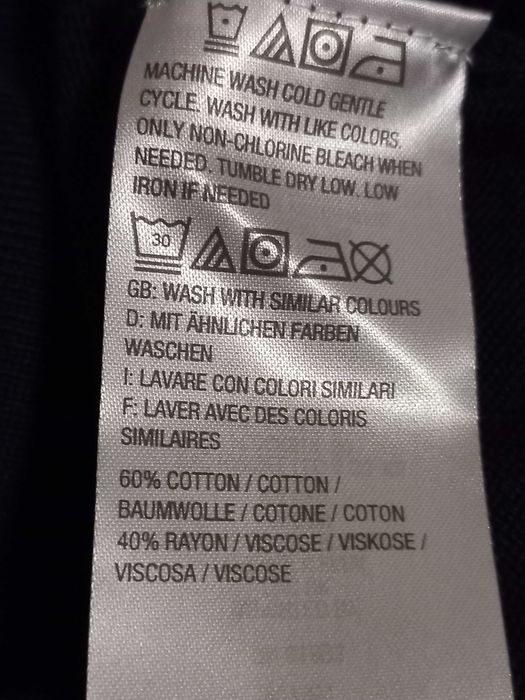 MACHINE WASH COLD GENTLE
CYCLE. WASH WITH LIKE COLORS.
ONLY NON-CHLORINE BLEACH WHEN
NEEDED. TUMBLE DRY LOW. LOW
IRON IF NEEDED
30
GB: WASH WITH SIMILAR COLOURS
D: MIT ÄHNLICHEN FARBEN
WASCHEN
I: LAVARE CON COLORI SIMILARI
F: LAVER AVEC DES COLORIS
SIMILAIRES
60% COTTON / COTTON /
BAUMWOLLE / COTONE / COTON
40% RAYON / VISCOSE / VISKOSE /
VISCOSA / VISCOSE